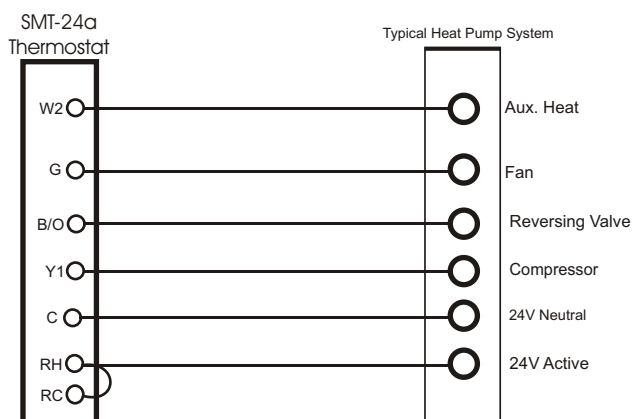 SMT-24a
Thermostat
Typical Heat Pump System
W2
Aux. Heat
G
Fan
B/O
Reversing Valve
Y1
Compressor
C
24V Neutral
RH
24V Active
RC